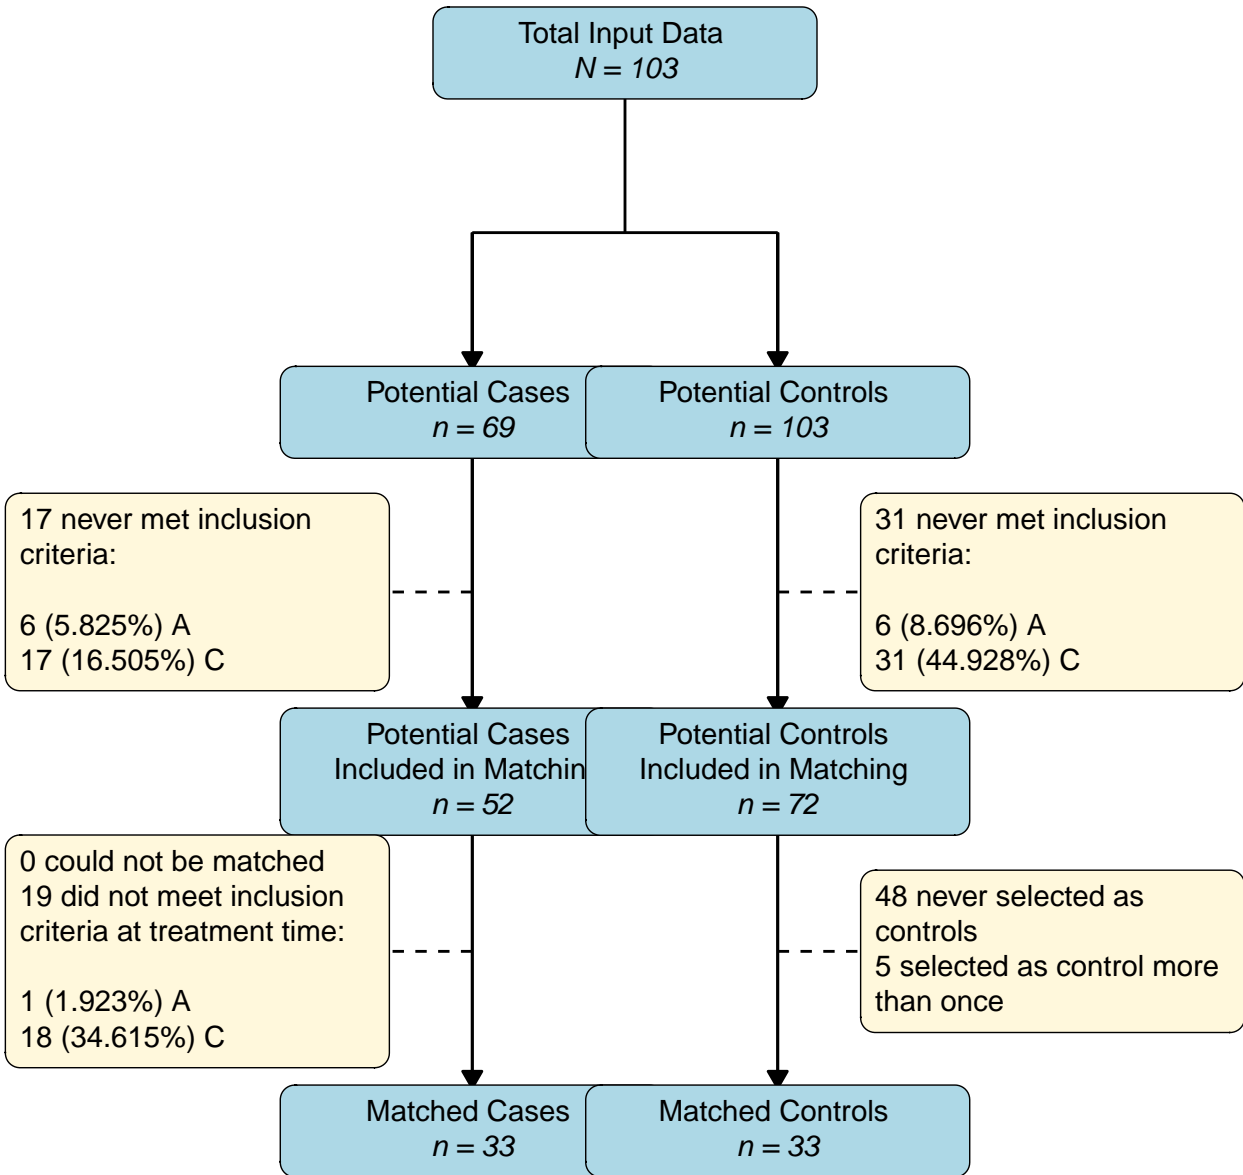 Total Input Data
N = 103
Potential Cases
n = 69
Potential Controls
n = 103
17 never met inclusion
criteria:
6 (5.825%) A
17 (16.505%) C
31 never met inclusion
criteria:
6 (8.696%) A
31 (44.928%) C
Potential Cases
Included in Matchin
n = 52
Potential Controls
Included in Matching
n = 72
0 could not be matched
19 did not meet inclusion
criteria at treatment time:
1 (1.923%) A
18 (34.615%) C
48 never selected as
controls
5 selected as control more
than once
Matched Cases
n = 33
Matched Controls
n = 33